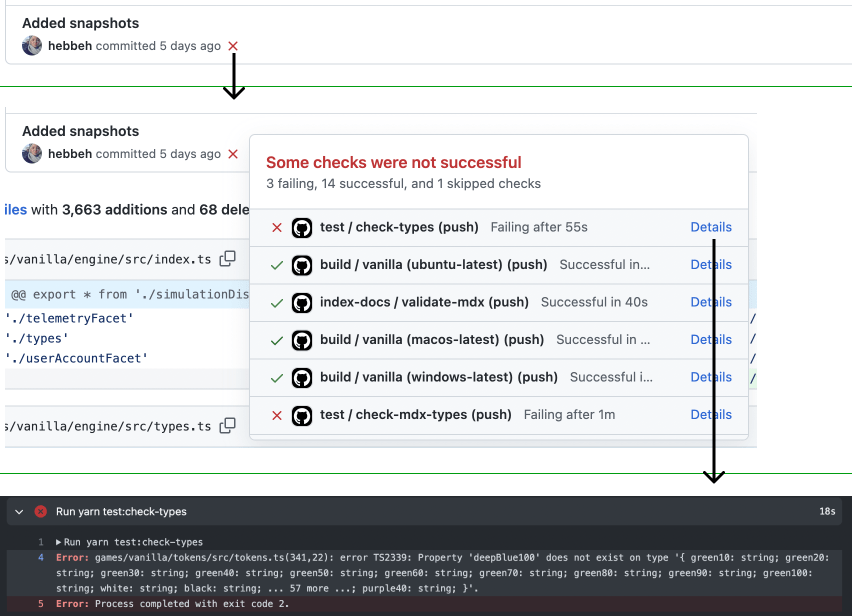 Added snapshots
hebbeh committed 5 days ago
Added snapshots
hebbeh committed 5 days ago
Some checks were not successful
3 failing, 14 successful, and 1 skipped checks
iles with 3,663 additions and 68 dele
test / check-types (push) Failing after 55s Details
build / vanilla (ubuntu-latest) (push) Successful in... Details
s/vanilla/engine/src/index.ts
@@ export * from './simulationDis
index-docs / validate-mdx (push) Successful in 40s Details
'./telemetryFacet'
'./types'
build / vanilla (macos-latest) (push) Successful in ... Details
'./userAccountFacet'
build / vanilla (windows-latest) (push) Successful i... Details
test / check-mdx-types (push) Failing after 1m Details
s/vanilla/engine/src/types.ts
Run yarn test:check-types 18s
1 Run yarn test:check-types
4 Error: games/vanilla/tokens/src/tokens.ts(341,22): error TS2339: Property 'deepBlue100' does not exist on type '{ green10: string; green20:
string; green30: string; green40: string; green50: string; green60: string; green70: string; green80: string; green90: string; green100:
string; white: string; black: string; ... 57 more ...; purple40: string; }'.
5 Error: Process completed with exit code 2.